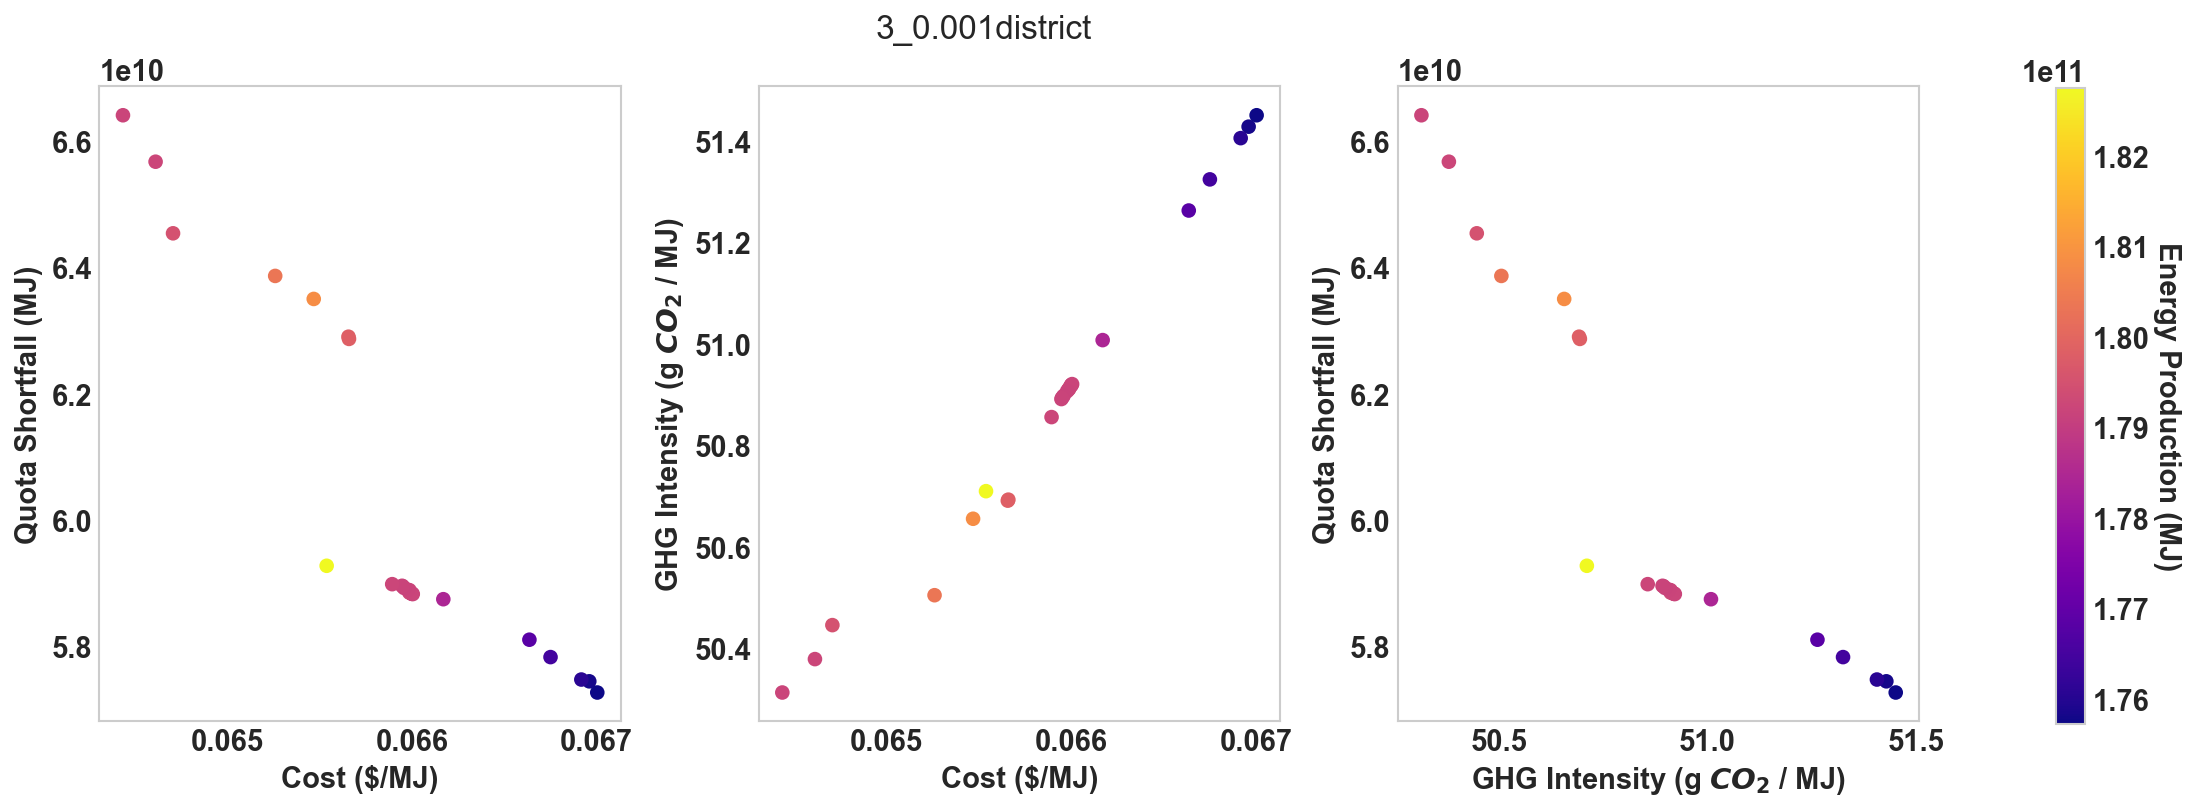 3_0.001district
1e10
6.6
6.4
6.2
6.0
5.8
Quota Shortfall (MJ)
0.065 0.066 0.067
Cost ($/MJ)
51.4
51.2
51.0
50.8
50.6
50.4
GHG Intensity (g CO₂ / MJ)
0.065 0.066 0.067
Cost ($/MJ)
1e10
6.6
6.4
6.2
6.0
5.8
Quota Shortfall (MJ)
50.5 51.0 51.5
GHG Intensity (g CO₂ / MJ)
1e11
1.82
1.81
1.80
1.79
1.78
1.77
1.76
Energy Production (MJ)